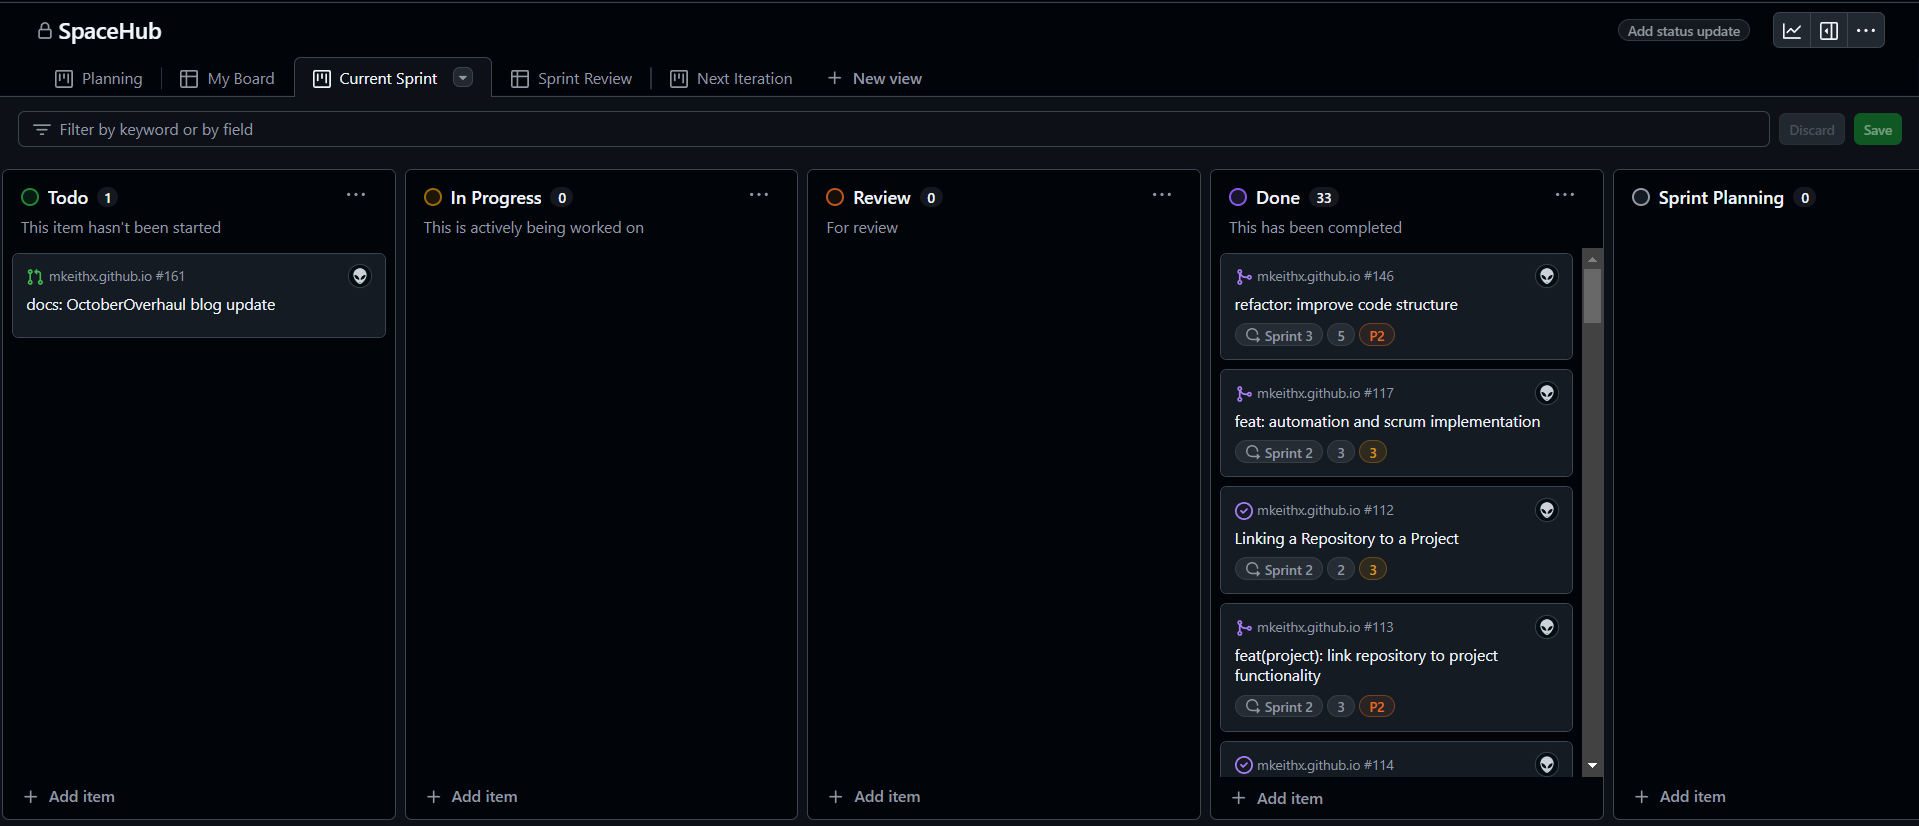 SpaceHub
Add status update
Planning
My Board
Current Sprint
Sprint Review
Next Iteration
New view
Filter by keyword or by field
Discard
Save
Todo 1
This item hasn't been started
mkeithx.github.io #161
docs: OctoberOverhaul blog update
Add item
In Progress 0
This is actively being worked on
Add item
Review 0
For review
Add item
Done 33
This has been completed
mkeithx.github.io #146
refactor: improve code structure
Sprint 3 5 P2
mkeithx.github.io #117
feat: automation and scrum implementation
Sprint 2 3 3
mkeithx.github.io #112
Linking a Repository to a Project
Sprint 2 2 3
mkeithx.github.io #113
feat(project): link repository to project
functionality
Sprint 2 3 P2
mkeithx.github.io #114
Add item
Sprint Planning 0
Add item